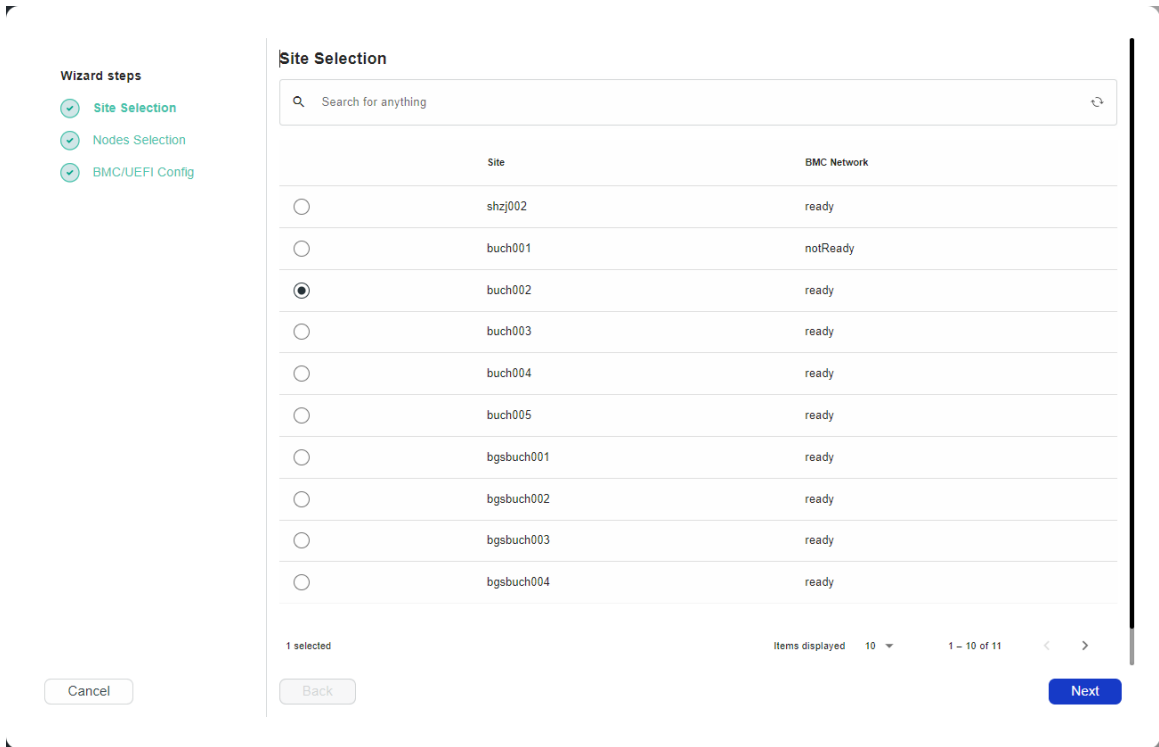 Wizard steps
Site Selection
Nodes Selection
BMC/UEFI Config
Cancel
Site Selection
Search for anything
Site BMC Network
shzj002 ready
buch001 notReady
buch002 ready
buch003 ready
buch004 ready
buch005 ready
bgsbuch001 ready
bgsbuch002 ready
bgsbuch003 ready
bgsbuch004 ready
1 selected Items displayed 10 1 – 10 of 11
Back Next